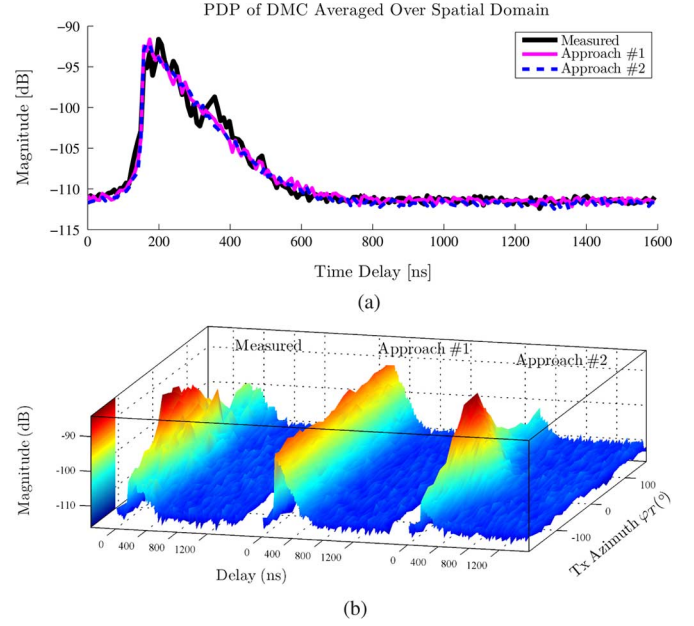 PDP of DMC Averaged Over Spatial Domain
Measured
Approach #1
Approach #2
Magnitude [dB]
−90
−95
−100
−105
−110
−115
0 200 400 600 800 1000 1200 1400 1600
Time Delay [ns]
(a)
Measured Approach #1 Approach #2
Magnitude (dB)
-90
-100
-110
0 400 800 1200 0 400 800 1200 0 400 800 1200
Delay (ns)
-100 0 100
Tx Azimuth φT(°)
(b)